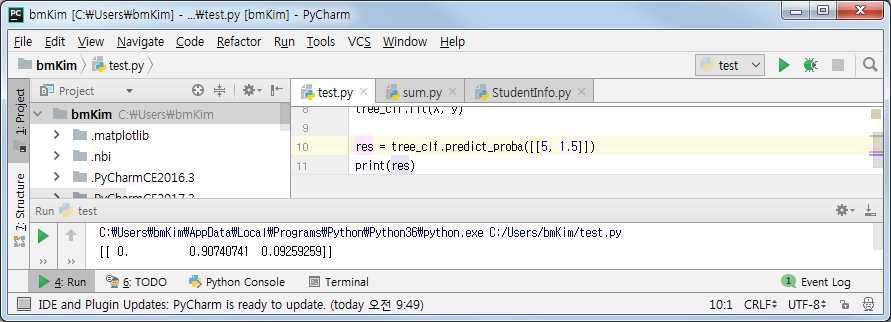 PC bmKim [C:₩Users₩bmKim] - ...₩test.py [bmKim] - PyCharm
File Edit View Navigate Code Refactor Run Tools VCS Window Help
bmKim test.py test
1: Project
7: Structure
Project
bmKim C:₩Users₩bmKim
.matplotlib
.nbi
.PyCharmCE2016.3
.PyCharmCE2017.2
test.py sum.py StudentInfo.py
8 tree_clf.fit(X, y)
9
10 res = tree_clf.predict_proba([[5, 1.5]])
11 print(res)
Run test
C:₩Users₩bmKim₩AppData₩Local₩Programs₩Python₩Python36₩python.exe C:/Users/bmKim/test.py
[[ 0. 0.90740741 0.09259259]]
>> >>
4: Run 6: TODO Python Console Terminal 1 Event Log
IDE and Plugin Updates: PyCharm is ready to update. (today 오전 9:49) 10:1 CRLF÷ UTF-8÷